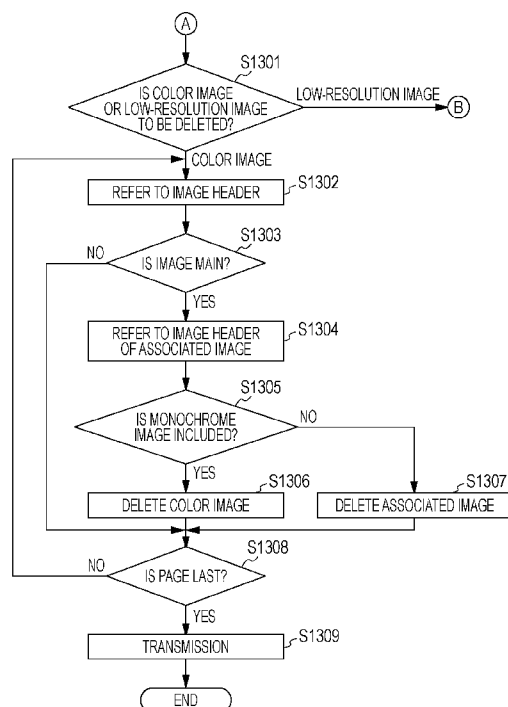 A
S1301
IS COLOR IMAGE
OR LOW-RESOLUTION IMAGE
TO BE DELETED?
LOW-RESOLUTION IMAGE
B
COLOR IMAGE
S1302
REFER TO IMAGE HEADER
S1303
NO
IS IMAGE MAIN?
YES
S1304
REFER TO IMAGE HEADER
OF ASSOCIATED IMAGE
S1305
IS MONOCHROME
IMAGE INCLUDED?
NO
YES
S1306
DELETE COLOR IMAGE
S1307
DELETE ASSOCIATED IMAGE
S1308
NO
IS PAGE LAST?
YES
S1309
TRANSMISSION
END